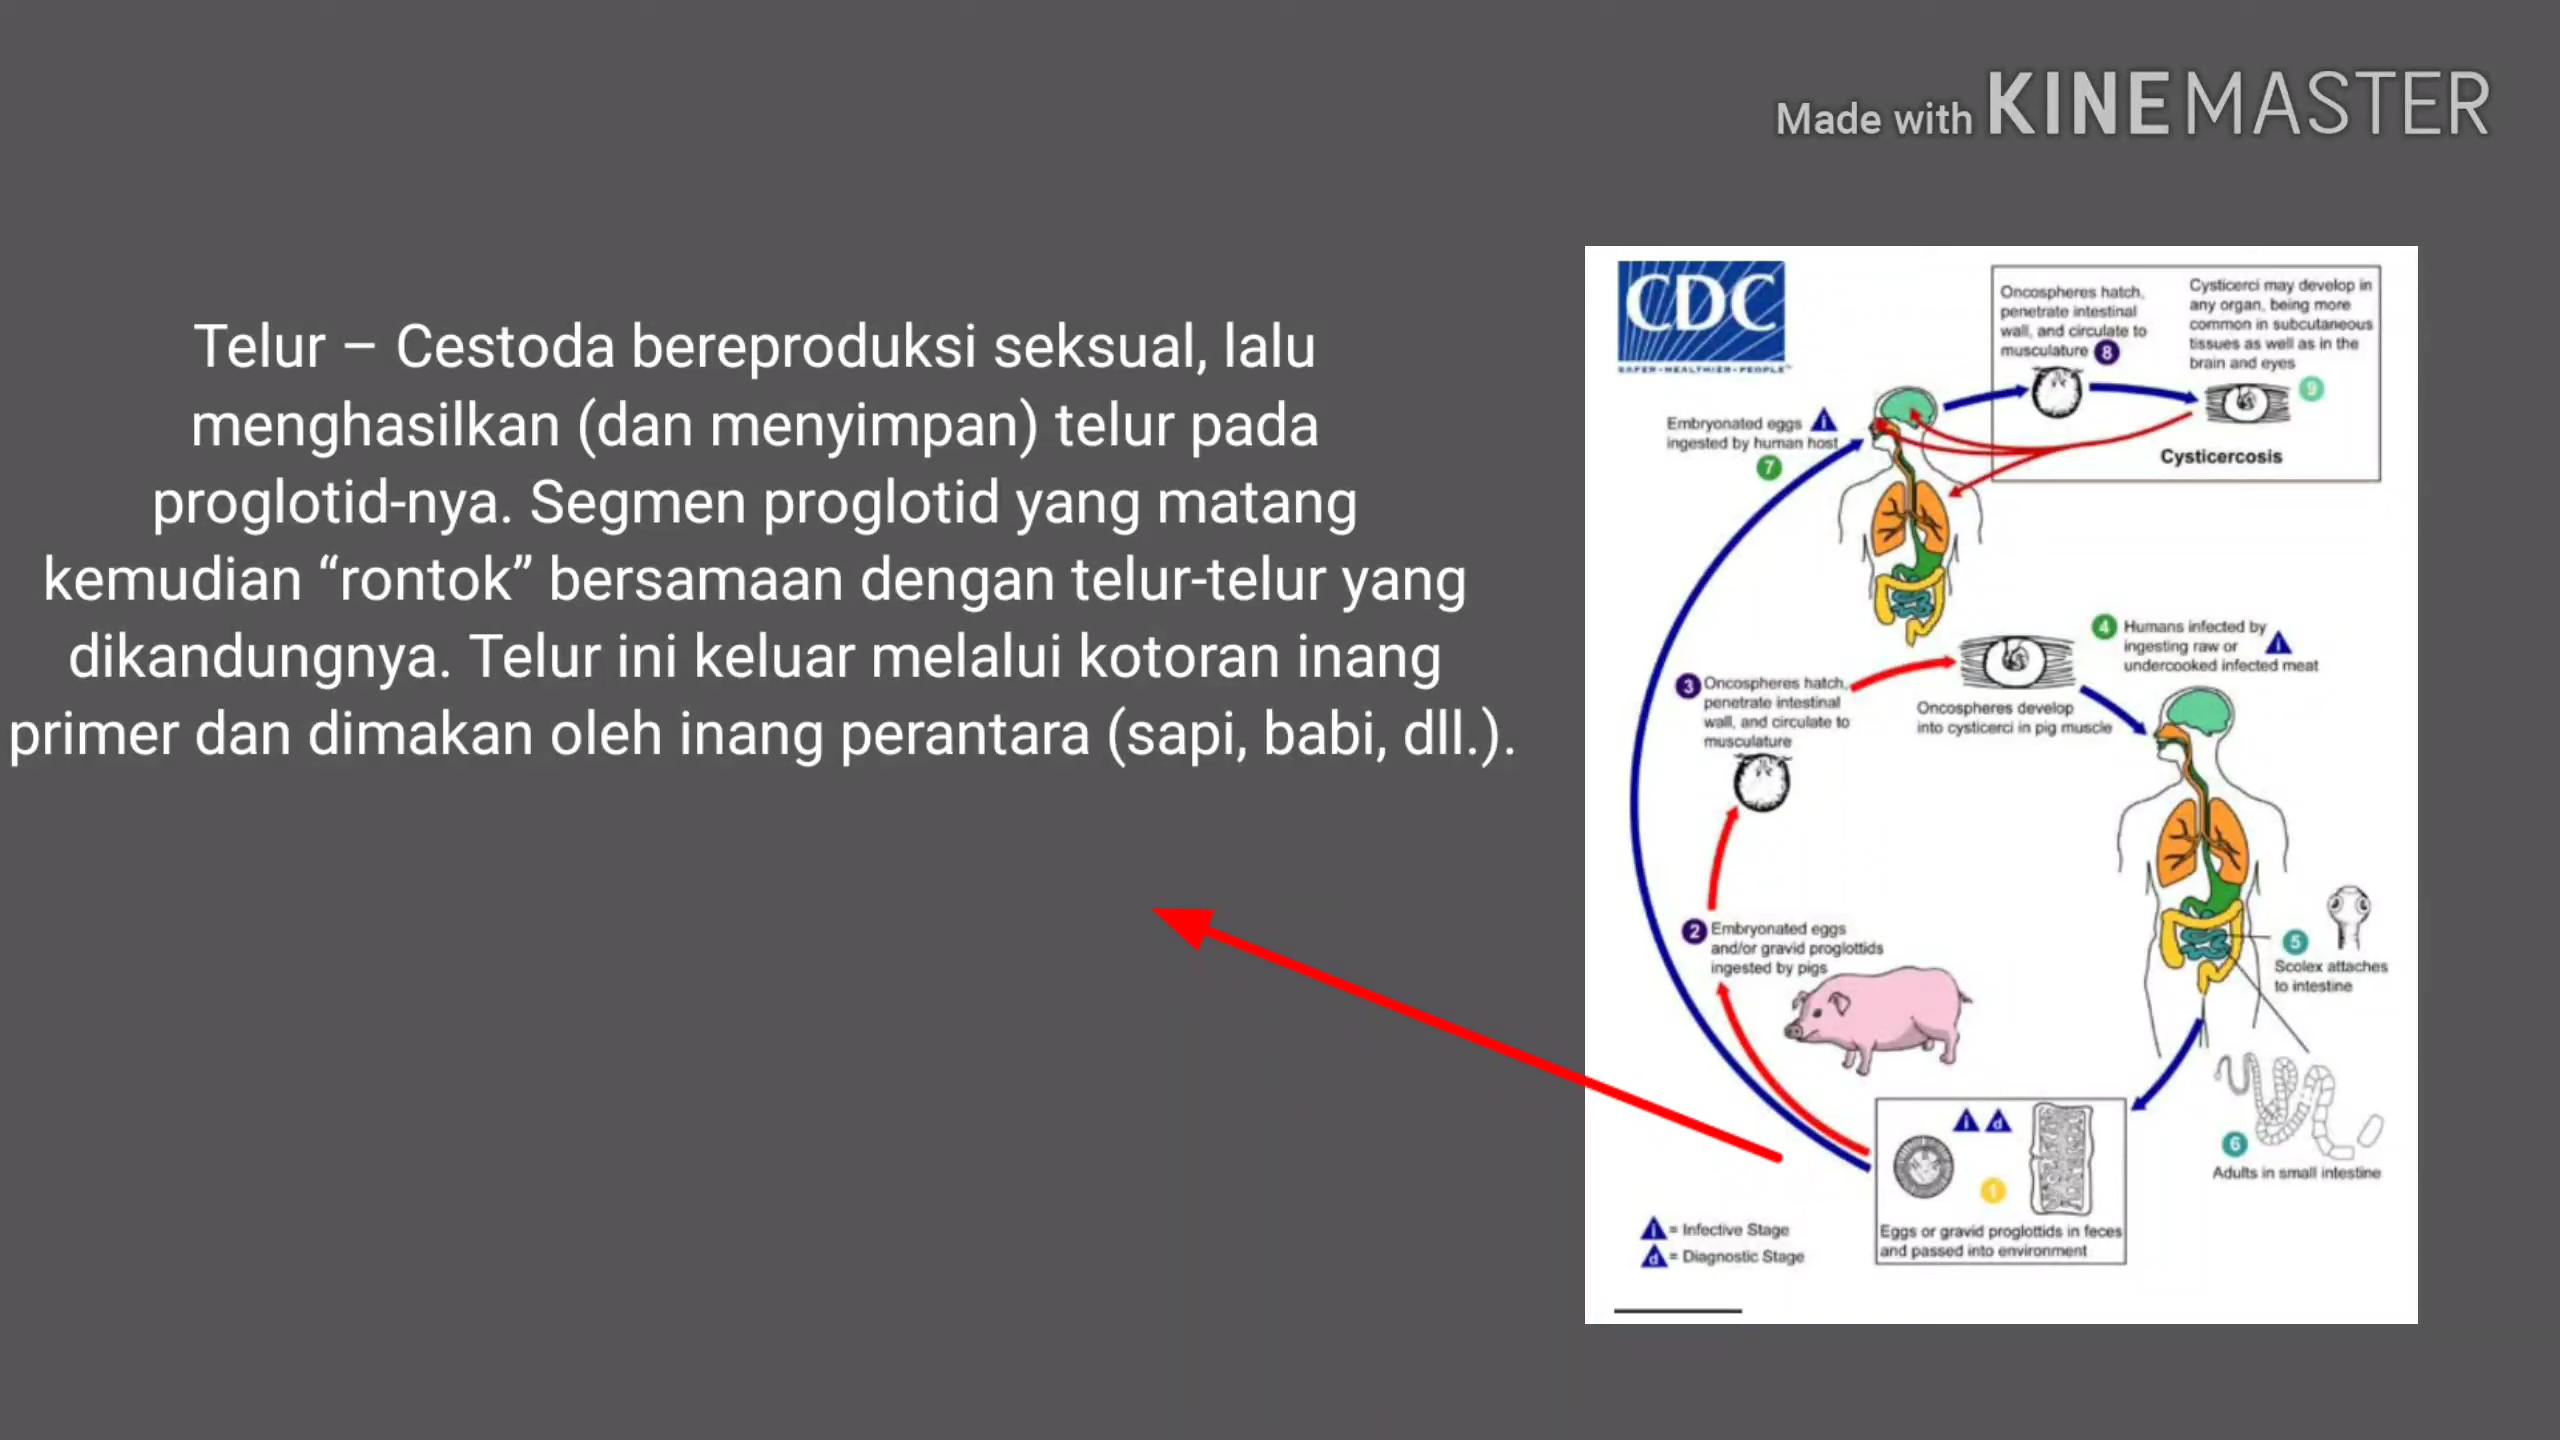 Made with KINEMASTER
Telur – Cestoda bereproduksi seksual, lalu
menghasilkan (dan menyimpan) telur pada
proglotid-nya. Segmen proglotid yang matang
kemudian “rontok” bersamaan dengan telur-telur yang
dikandungnya. Telur ini keluar melalui kotoran inang
primer dan dimakan oleh inang perantara (sapi, babi, dll.).
CDC
SAFER•HEALTHIER•PEOPLE™
Oncospheres hatch,
penetrate intestinal
wall, and circulate to
musculature 8
Cysticerci may develop in
any organ, being more
common in subcutaneous
tissues as well as in the
brain and eyes
9
Cysticercosis
Embryonated eggs i
ingested by human host
7
4 Humans infected by
ingesting raw or i
undercooked infected meat
3 Oncospheres hatch,
penetrate intestinal
wall, and circulate to
musculature
Oncospheres develop
into cysticerci in pig muscle
2 Embryonated eggs
and/or gravid proglottids
ingested by pigs
5
Scolex attaches
to intestine
6
Adults in small intestine
i d
1
Eggs or gravid proglottids in feces
and passed into environment
i = Infective Stage
d = Diagnostic Stage